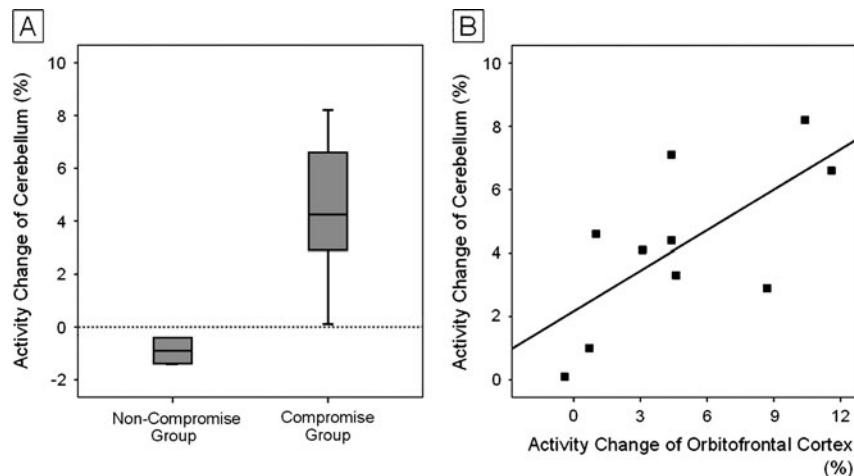 A
Activity Change of Cerebellum (%)
10
8
6
4
2
0
-2
Non-Compromise
Group
Compromise
Group
B
Activity Change of Cerebellum (%)
10
8
6
4
2
0
0 3 6 9 12
Activity Change of Orbitofrontal Cortex
(%)